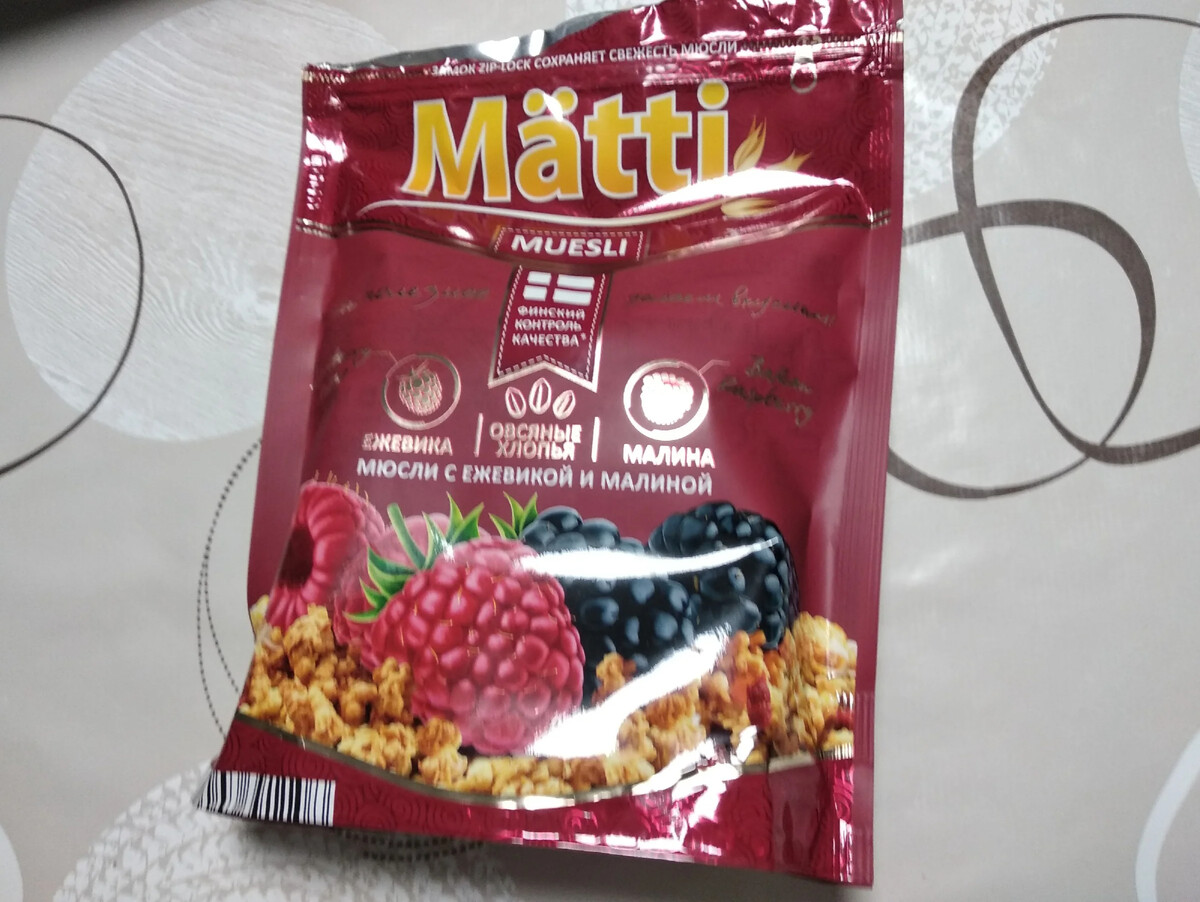 ЗАМОК ZIP-LOCK СОХРАНЯЕТ СВЕЖЕСТЬ МЮСЛИ
Mätti
MUESLI
ФИНСКИЙ
КОНТРОЛЬ
КАЧЕСТВА
ЕЖЕВИКА
ОВСЯНЫЕ
ХЛОПЬЯ
МАЛИНА
МЮСЛИ С ЕЖЕВИКОЙ И МАЛИНОЙ